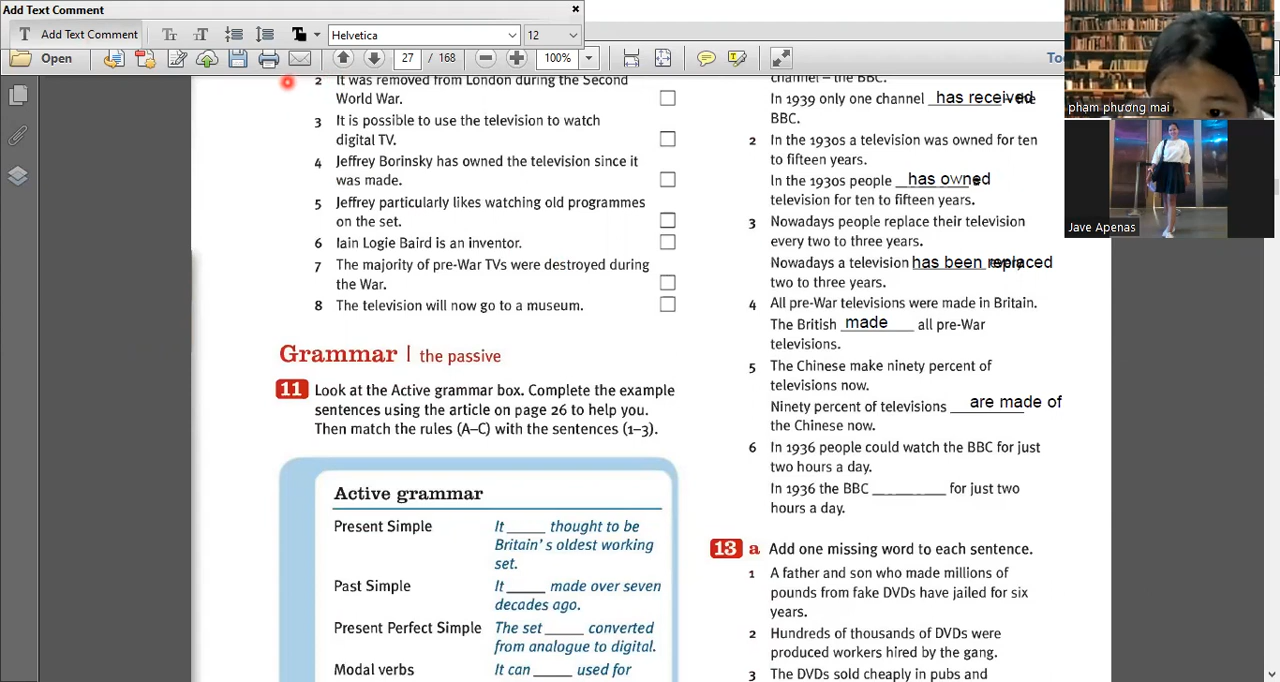 Add Text Comment
×
T Add Text Comment
Helvetica
12
Open
27 / 168
100%
2 It was removed from London during the Second
World War.
3 It is possible to use the television to watch
digital TV.
4 Jeffrey Borinsky has owned the television since it
was made.
5 Jeffrey particularly likes watching old programmes
on the set.
6 Iain Logie Baird is an inventor.
7 The majority of pre-War TVs were destroyed during
the War.
8 The television will now go to a museum.
Grammar | the passive
11 Look at the Active grammar box. Complete the example
sentences using the article on page 26 to help you.
Then match the rules (A–C) with the sentences (1–3).
Active grammar
Present Simple It _____ thought to be
Britain's oldest working
set.
Past Simple It _____ made over seven
decades ago.
Present Perfect Simple The set _____ converted
from analogue to digital.
Modal verbs It can _____ used for
channel – the BBC.
In 1939 only one channel has received – the
BBC.
2 In the 1930s a television was owned for ten
to fifteen years.
In the 1930s people has owned
television for ten to fifteen years.
3 Nowadays people replace their television
every two to three years.
Nowadays a television has been replaced
two to three years.
4 All pre-War televisions were made in Britain.
The British made all pre-War
televisions.
5 The Chinese make ninety percent of
televisions now.
Ninety percent of televisions are made of
the Chinese now.
6 In 1936 people could watch the BBC for just
two hours a day.
In 1936 the BBC ________ for just two
hours a day.
13 a Add one missing word to each sentence.
1 A father and son who made millions of
pounds from fake DVDs have jailed for six
years.
2 Hundreds of thousands of DVDs were
produced workers hired by the gang.
3 The DVDs sold cheaply in pubs and
Too
phạm phương mai
Jave Apenas